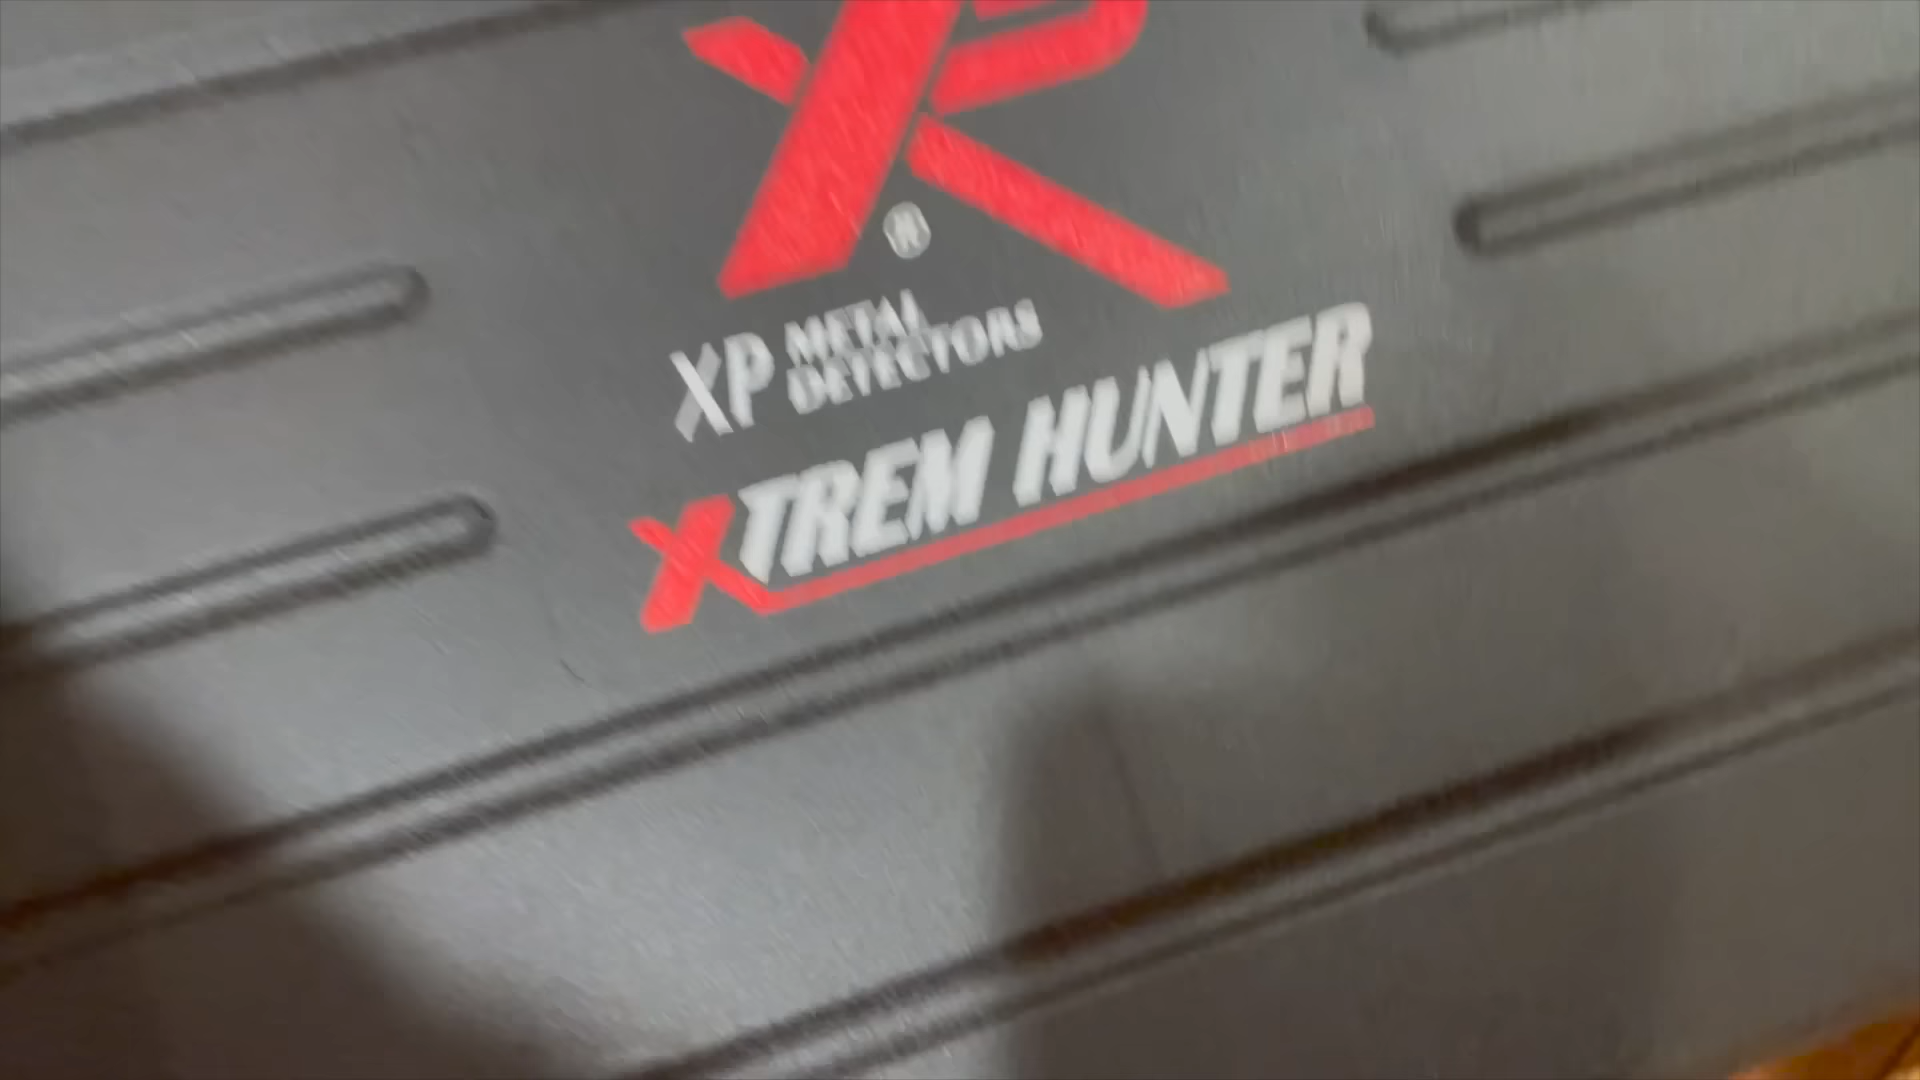 XP
®
XP METAL
DETECTORS
XTREM HUNTER